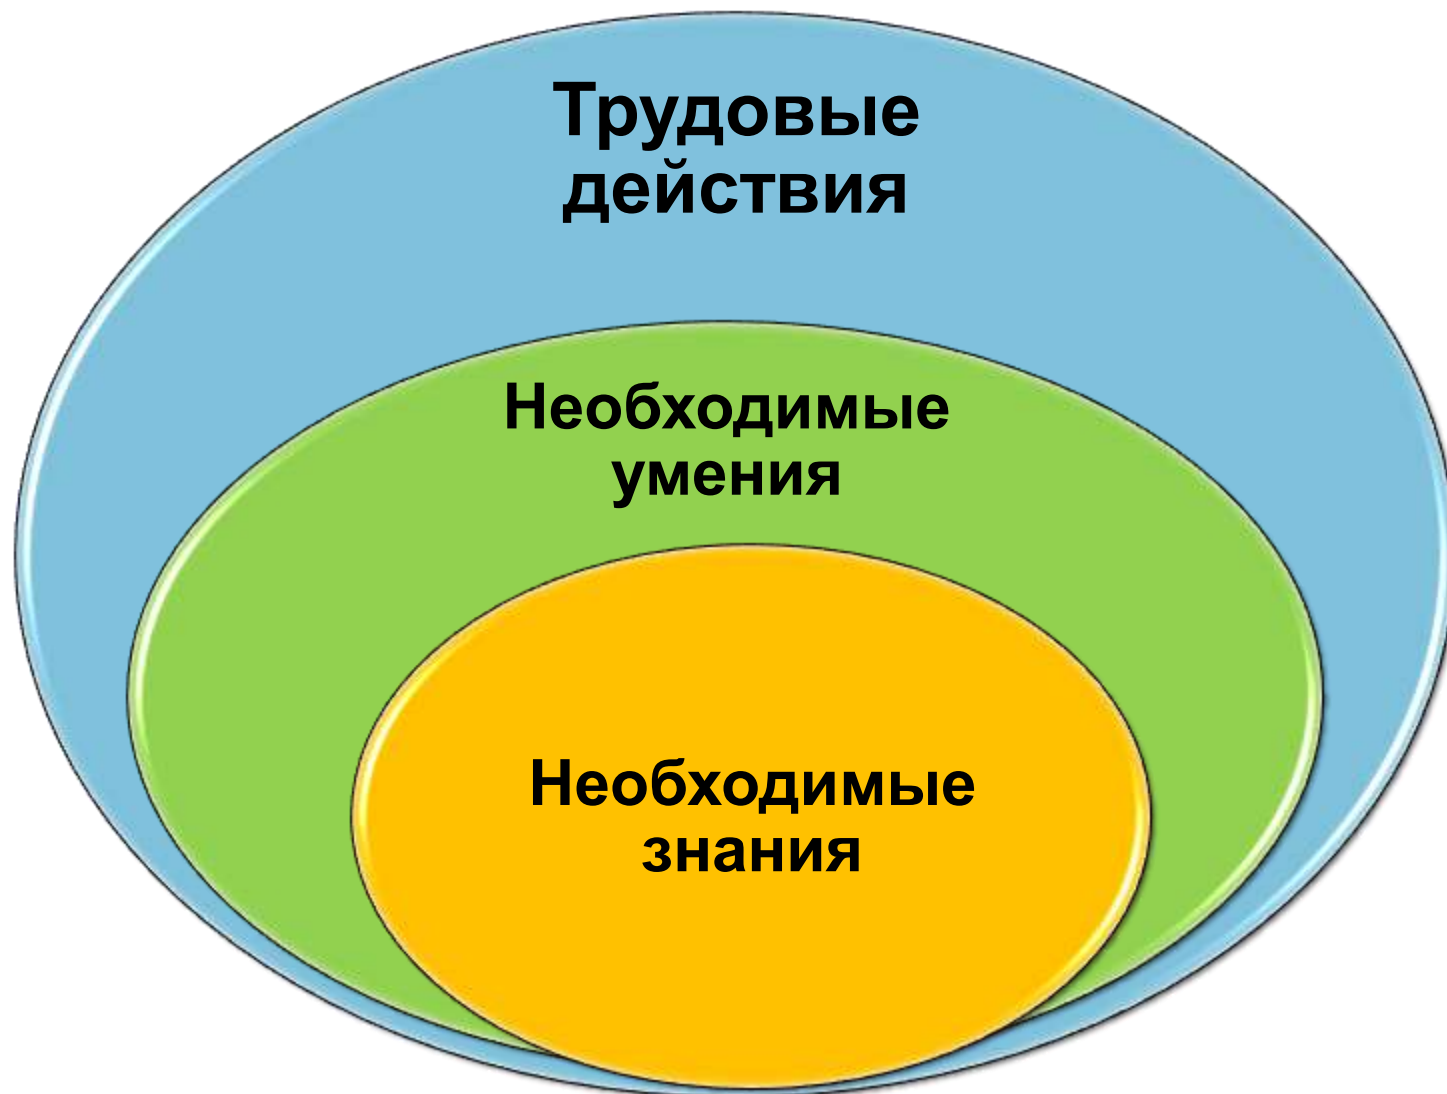 Трудовые
действия
Необходимые
умения
Необходимые
знания